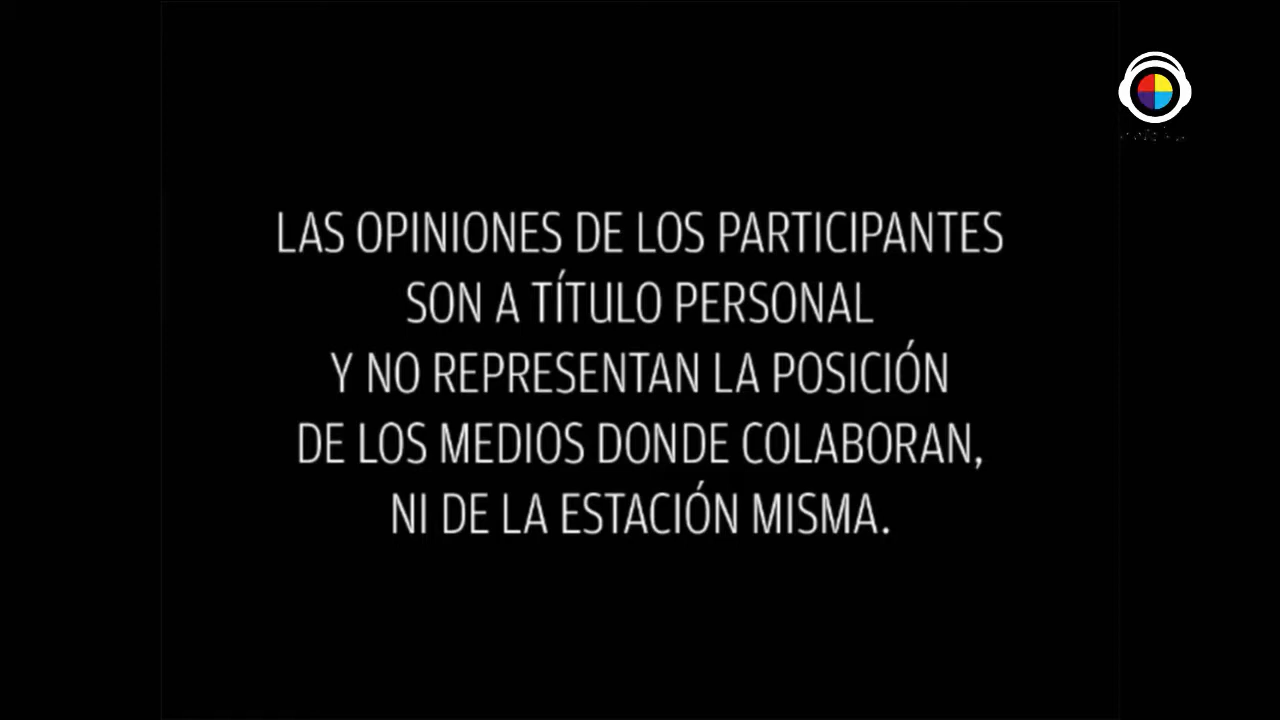 LAS OPINIONES DE LOS PARTICIPANTES
SON A TÍTULO PERSONAL
Y NO REPRESENTAN LA POSICIÓN
DE LOS MEDIOS DONDE COLABORAN,
NI DE LA ESTACIÓN MISMA.